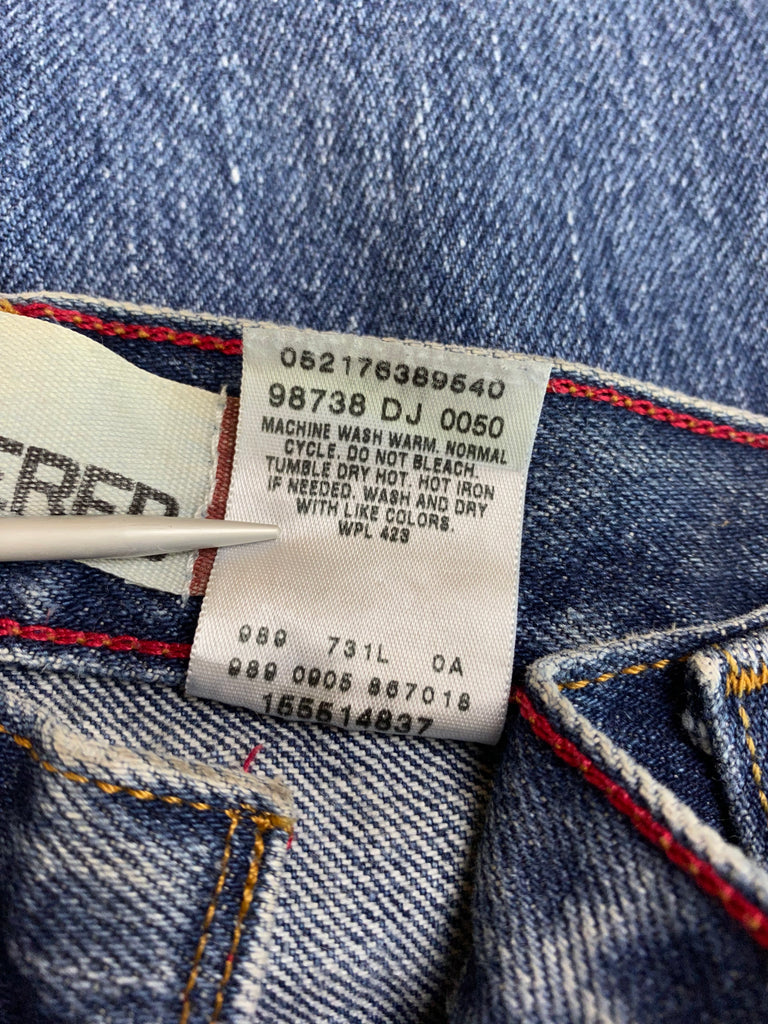 052176389540
98738 DJ 0050
MACHINE WASH WARM. NORMAL
CYCLE. DO NOT BLEACH.
TUMBLE DRY HOT. HOT IRON
IF NEEDED. WASH AND DRY
WITH LIKE COLORS.
WPL 423
ERED
989 731L 0A
989 0905 867018
155514837